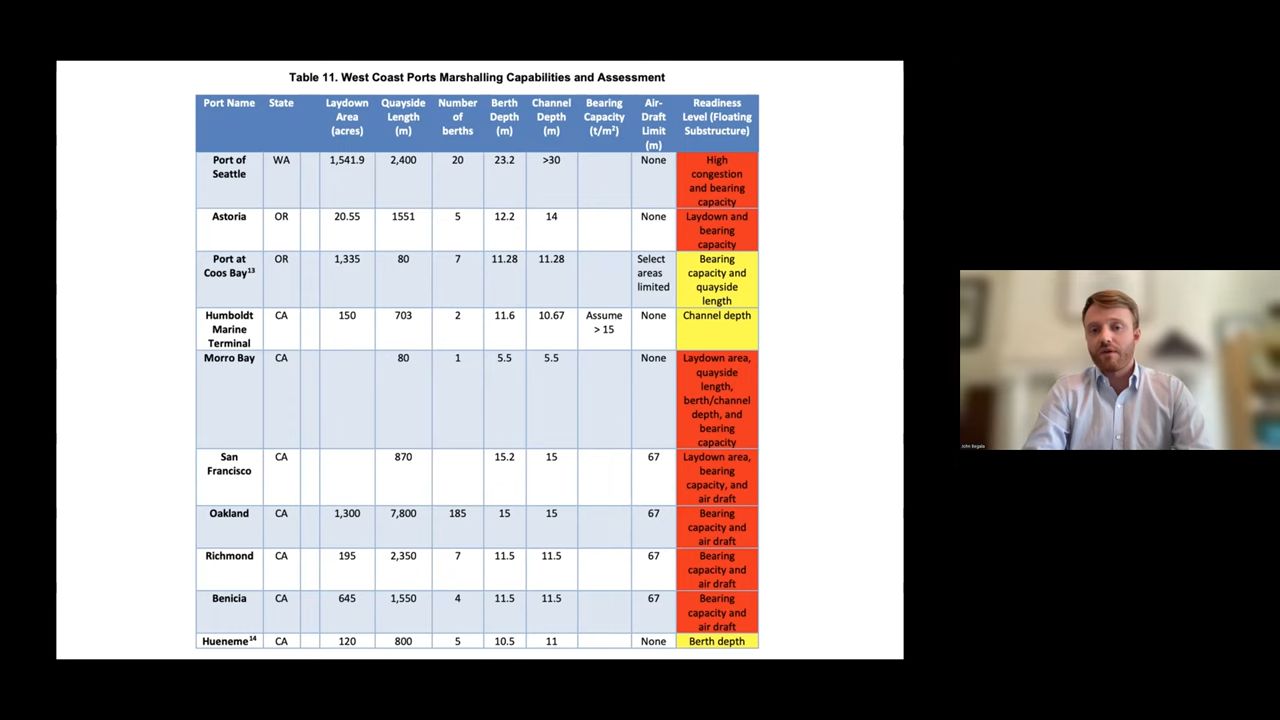 Table 11. West Coast Ports Marshalling Capabilities and Assessment
Port Name State Laydown Area (acres) Quayside Length (m) Number of berths Berth Depth (m) Channel Depth (m) Bearing Capacity (t/m²) Air-Draft Limit (m) Readiness Level (Floating Substructure)
Port of Seattle WA 1,541.9 2,400 20 23.2 >30 None High congestion and bearing capacity
Astoria OR 20.55 1551 5 12.2 14 None Laydown and bearing capacity
Port at Coos Bay¹³ OR 1,335 80 7 11.28 11.28 Select areas limited Bearing capacity and quayside length
Humboldt Marine Terminal CA 150 703 2 11.6 10.67 Assume > 15 None Channel depth
Morro Bay CA 80 1 5.5 5.5 None Laydown area, quayside length, berth/channel depth, and bearing capacity
San Francisco CA 870 15.2 15 67 Laydown area, bearing capacity, and air draft
Oakland CA 1,300 7,800 185 15 15 67 Bearing capacity and air draft
Richmond CA 195 2,350 7 11.5 11.5 67 Bearing capacity and air draft
Benicia CA 645 1,550 4 11.5 11.5 67 Bearing capacity and air draft
Hueneme¹⁴ CA 120 800 5 10.5 11 None Berth depth
John Begala